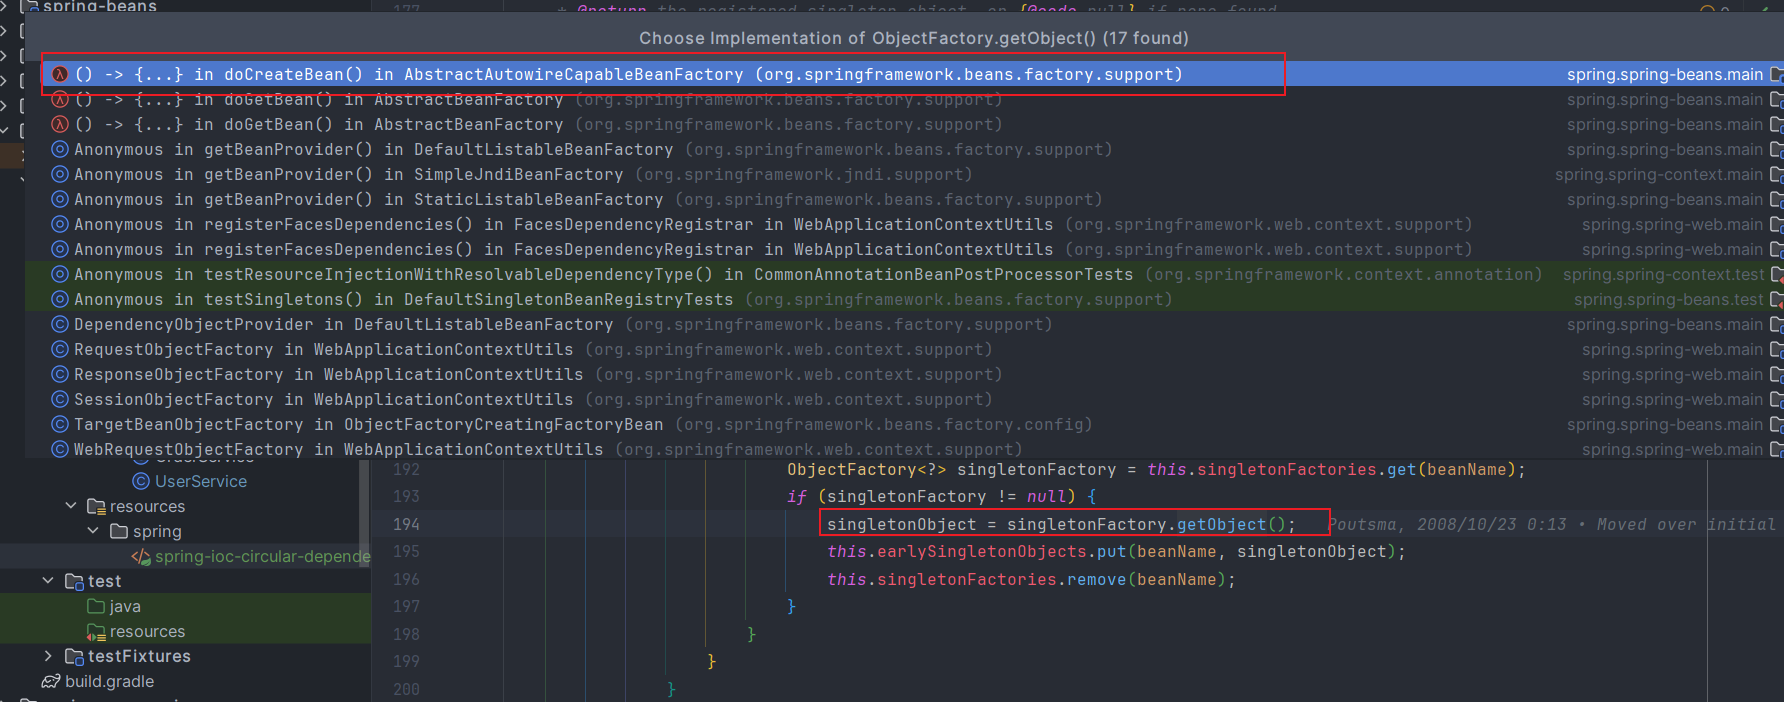 spring-beans
177 * @return the registered singleton object, or {@code null} if none found
Choose Implementation of ObjectFactory.getObject() (17 found)
() -> {...} in doCreateBean() in AbstractAutowireCapableBeanFactory (org.springframework.beans.factory.support) spring.spring-beans.main
() -> {...} in doGetBean() in AbstractBeanFactory (org.springframework.beans.factory.support) spring.spring-beans.main
() -> {...} in doGetBean() in AbstractBeanFactory (org.springframework.beans.factory.support) spring.spring-beans.main
Anonymous in getBeanProvider() in DefaultListableBeanFactory (org.springframework.beans.factory.support) spring.spring-beans.main
Anonymous in getBeanProvider() in SimpleJndiBeanFactory (org.springframework.jndi.support) spring.spring-context.main
Anonymous in getBeanProvider() in StaticListableBeanFactory (org.springframework.beans.factory.support) spring.spring-beans.main
Anonymous in registerFacesDependencies() in FacesDependencyRegistrar in WebApplicationContextUtils (org.springframework.web.context.support) spring.spring-web.main
Anonymous in registerFacesDependencies() in FacesDependencyRegistrar in WebApplicationContextUtils (org.springframework.web.context.support) spring.spring-web.main
Anonymous in testResourceInjectionWithResolvableDependencyType() in CommonAnnotationBeanPostProcessorTests (org.springframework.context.annotation) spring.spring-context.test
Anonymous in testSingletons() in DefaultSingletonBeanRegistryTests (org.springframework.beans.factory.support) spring.spring-beans.test
DependencyObjectProvider in DefaultListableBeanFactory (org.springframework.beans.factory.support) spring.spring-beans.main
RequestObjectFactory in WebApplicationContextUtils (org.springframework.web.context.support) spring.spring-web.main
ResponseObjectFactory in WebApplicationContextUtils (org.springframework.web.context.support) spring.spring-web.main
SessionObjectFactory in WebApplicationContextUtils (org.springframework.web.context.support) spring.spring-web.main
TargetBeanObjectFactory in ObjectFactoryCreatingFactoryBean (org.springframework.beans.factory.config) spring.spring-beans.main
WebRequestObjectFactory in WebApplicationContextUtils (org.springframework.web.context.support) spring.spring-web.main
UserService
resources
spring
spring-ioc-circular-depende
test
java
resources
testFixtures
build.gradle
192 ObjectFactory<?> singletonFactory = this.singletonFactories.get(beanName);
193 if (singletonFactory != null) {
194 singletonObject = singletonFactory.getObject(); Poutsma, 2008/10/23 0:13 • Moved over initial
195 this.earlySingletonObjects.put(beanName, singletonObject);
196 this.singletonFactories.remove(beanName);
197 }
198 }
199 }
200 }